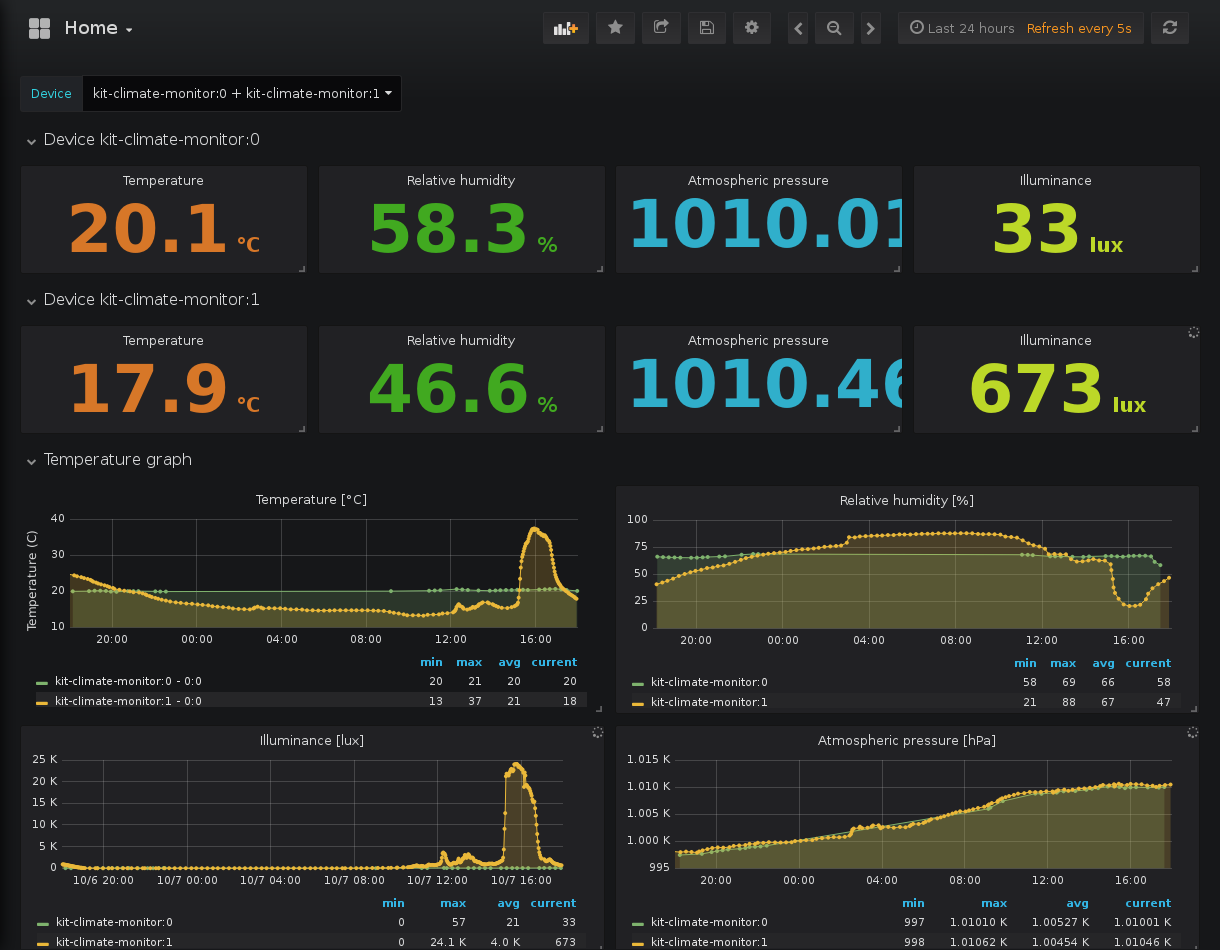 Home
Last 24 hours Refresh every 5s
Device kit-climate-monitor:0 + kit-climate-monitor:1
Device kit-climate-monitor:0
Temperature Relative humidity Atmospheric pressure Illuminance
20.1 °C 58.3 % 1010.01 33 lux
Device kit-climate-monitor:1
Temperature Relative humidity Atmospheric pressure Illuminance
17.9 °C 46.6 % 1010.46 673 lux
Temperature graph
Temperature [°C]
Temperature (C)
40
30
20
10
20:00 00:00 04:00 08:00 12:00 16:00
min max avg current
kit-climate-monitor:0 - 0:0 20 21 20 20
kit-climate-monitor:1 - 0:0 13 37 21 18
Relative humidity [%]
100
75
50
25
0
20:00 00:00 04:00 08:00 12:00 16:00
min max avg current
kit-climate-monitor:0 58 69 66 58
kit-climate-monitor:1 21 88 67 47
Illuminance [lux]
25 K
20 K
15 K
10 K
5 K
0
10/6 20:00 10/7 00:00 10/7 04:00 10/7 08:00 10/7 12:00 10/7 16:00
min max avg current
kit-climate-monitor:0 0 57 21 33
kit-climate-monitor:1 0 24.1 K 4.0 K 673
Atmospheric pressure [hPa]
1.015 K
1.010 K
1.005 K
1.000 K
995
20:00 00:00 04:00 08:00 12:00 16:00
min max avg current
kit-climate-monitor:0 997 1.01010 K 1.00527 K 1.01001 K
kit-climate-monitor:1 998 1.01062 K 1.00454 K 1.01046 K